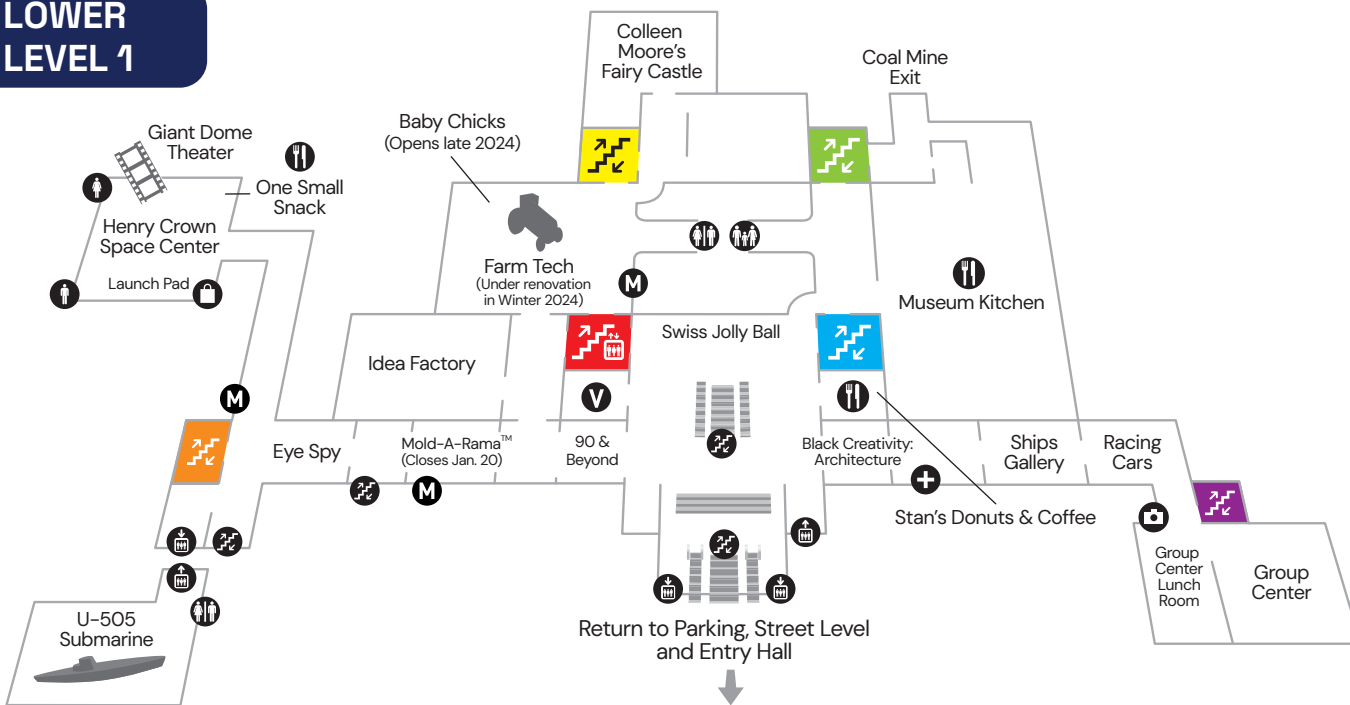 LOWER
LEVEL 1
Colleen
Moore's
Fairy Castle
Coal Mine
Exit
Baby Chicks
(Opens late 2024)
Giant Dome
Theater
One Small
Snack
Henry Crown
Space Center
Launch Pad
Farm Tech
(Under renovation
in Winter 2024)
M
Museum Kitchen
Swiss Jolly Ball
Idea Factory
V
M
Eye Spy
Mold-A-Rama™
(Closes Jan. 20)
M
90 &
Beyond
Black Creativity:
Architecture
Ships
Gallery
Racing
Cars
Stan's Donuts & Coffee
Group
Center
Lunch
Room
Group
Center
U-505
Submarine
Return to Parking, Street Level
and Entry Hall